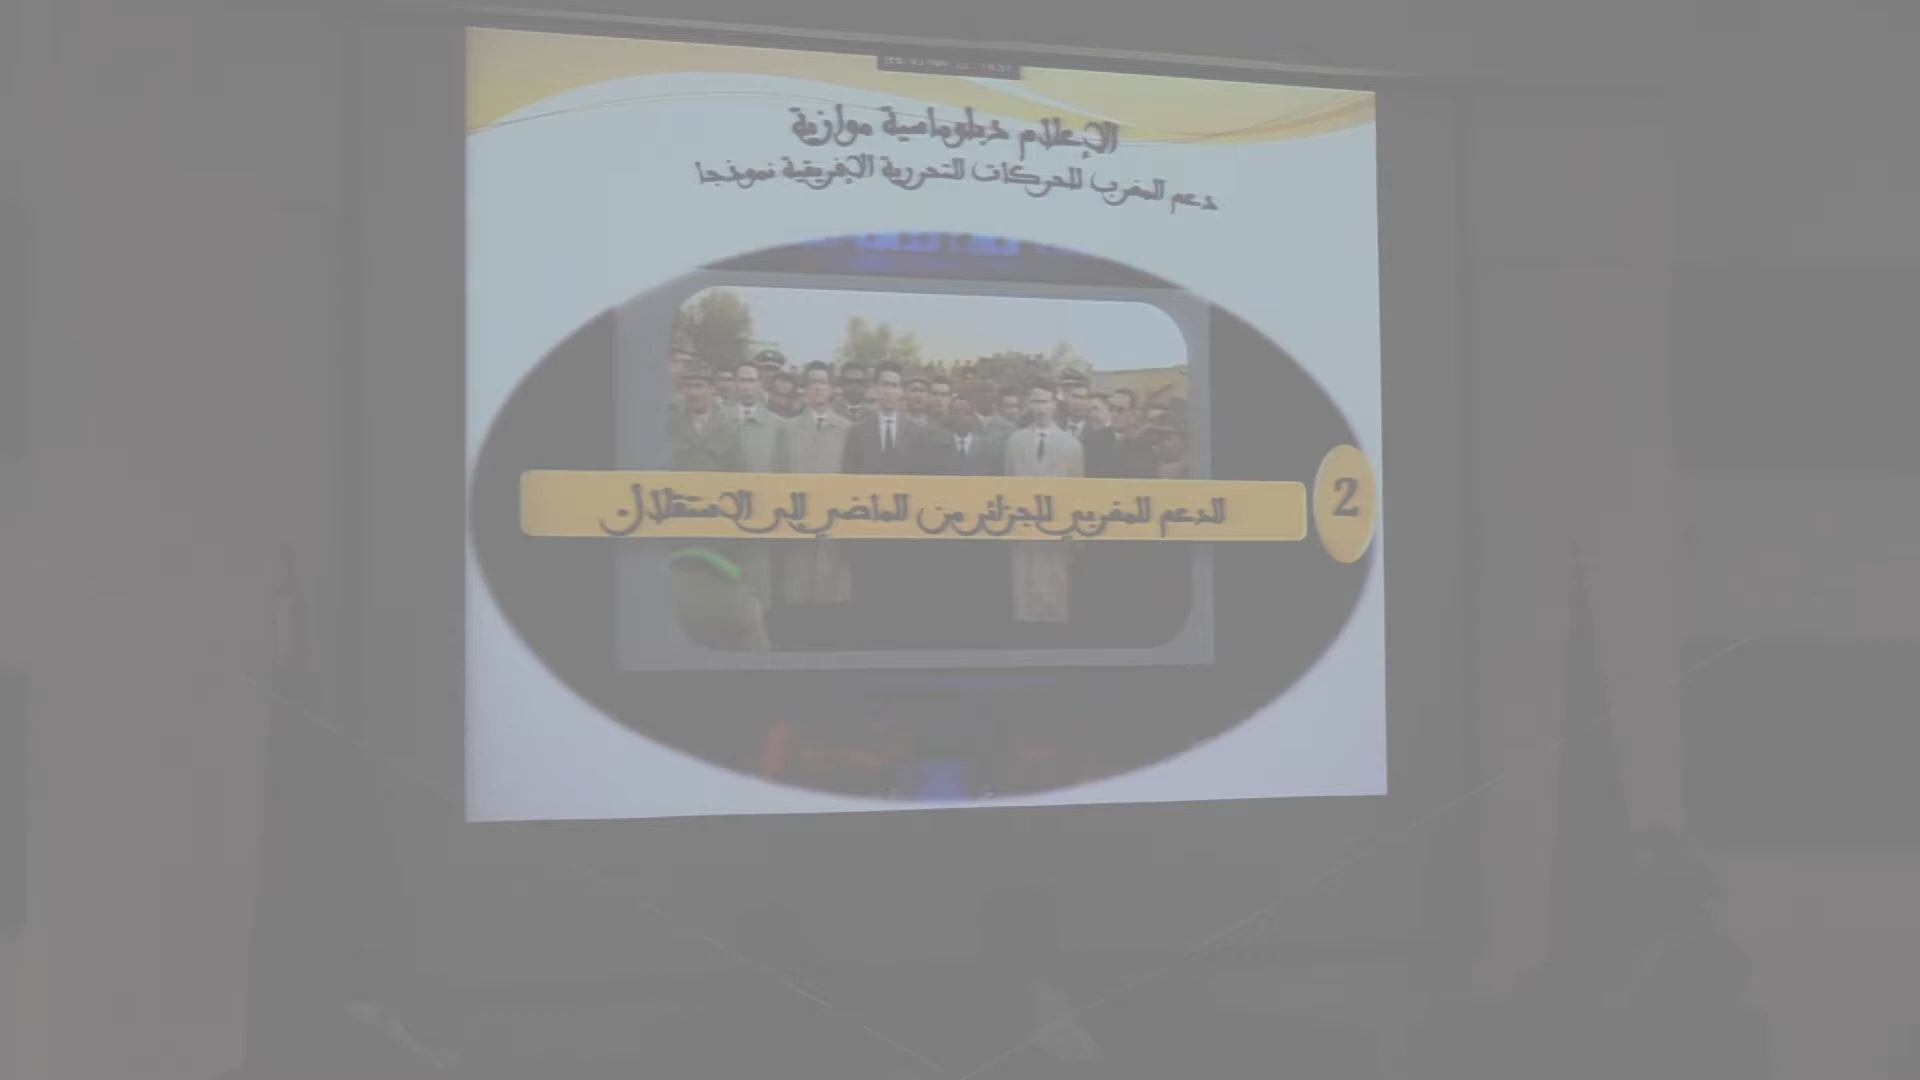 الإعلام دبلوماسية موازية
دعم المغرب للحركات التحررية الإفريقية نموذجا
الدعم المغربي للجزائر من الماضي إلى الاستقلال
2